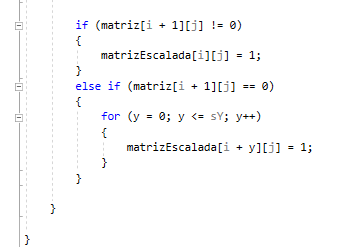 if (matriz[i + 1][j] != 0)
{
matrizEscalada[i][j] = 1;
}
else if (matriz[i + 1][j] == 0)
{
for (y = 0; y <= sY; y++)
{
matrizEscalada[i + y][j] = 1;
}
}
}
}